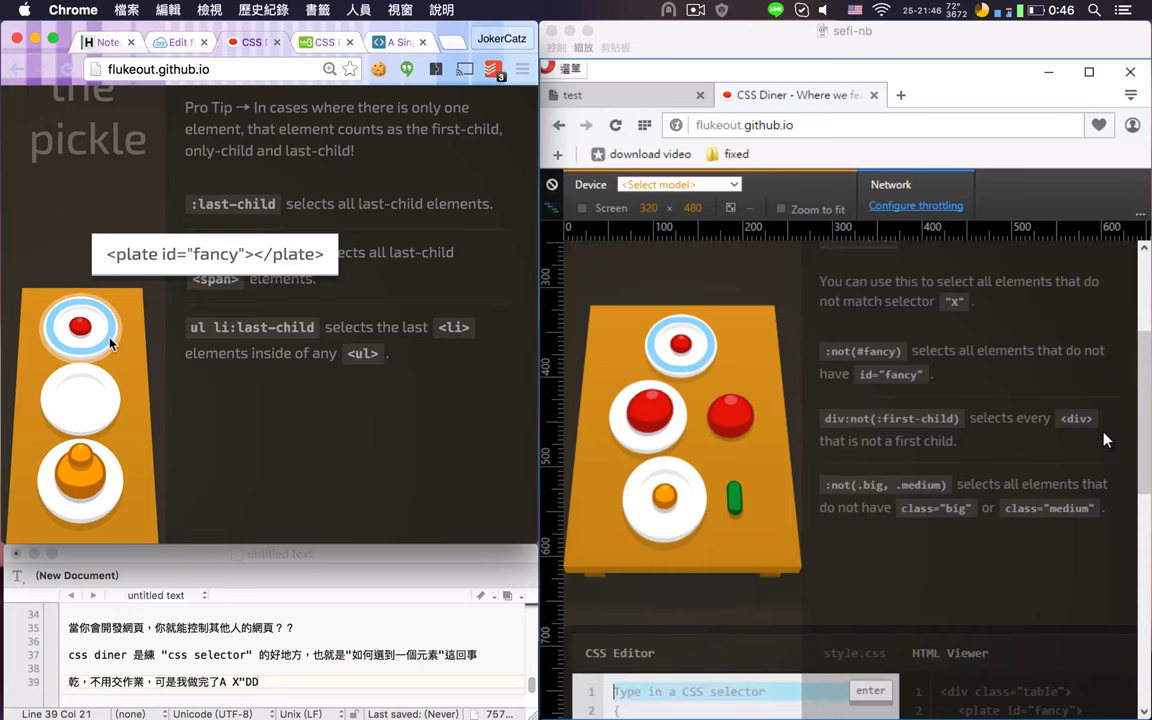 Chrome 檔案 編輯 檢視 歷史紀錄 書籤 人員 視窗 說明
25-21:46 72° 3672 0:46
Note: Edit f CSS D CSS F A Sin JokerCatz
flukeout.github.io
3
the
pickle
Pro Tip → In cases where there is only one
element, that element counts as the first-child,
only-child and last-child!
:last-child selects all last-child elements.
<plate id="fancy"></plate>
ects all last-child
<span> elements.
ul li:last-child selects the last <li>
elements inside of any <ul> .
untitled text
(New Document)
untitled text
34
35 當你會開發網頁，你就能控制其他人的網頁？？
36
37 css diner 是練 "css selector" 的好地方，也就是"如何選到一個元素"這回事
38
39 乾，不用交作業，可是我做完了A X"DD
Line 39 Col 21 (none) Unicode (UTF-8) Unix (LF) Last saved: (Never) 757...
sefi-nb
控制 縮放 剪貼板
選單
test CSS Diner - Where we fe
flukeout.github.io
download video fixed
Device <Select model> Network
Screen 320 × 480 Zoom to fit Configure throttling
0 100 200 300 400 500 600
300
400
500
600
700
You can use this to select all elements that do
not match selector "X" .
:not(#fancy) selects all elements that do not
have id="fancy" .
div:not(:first-child) selects every <div>
that is not a first child.
:not(.big, .medium) selects all elements that
do not have class="big" or class="medium" .
CSS Editor style.css HTML Viewer
1 Type in a CSS selector enter 1 <div class="table">
2 { 2 <plate id="fancy">